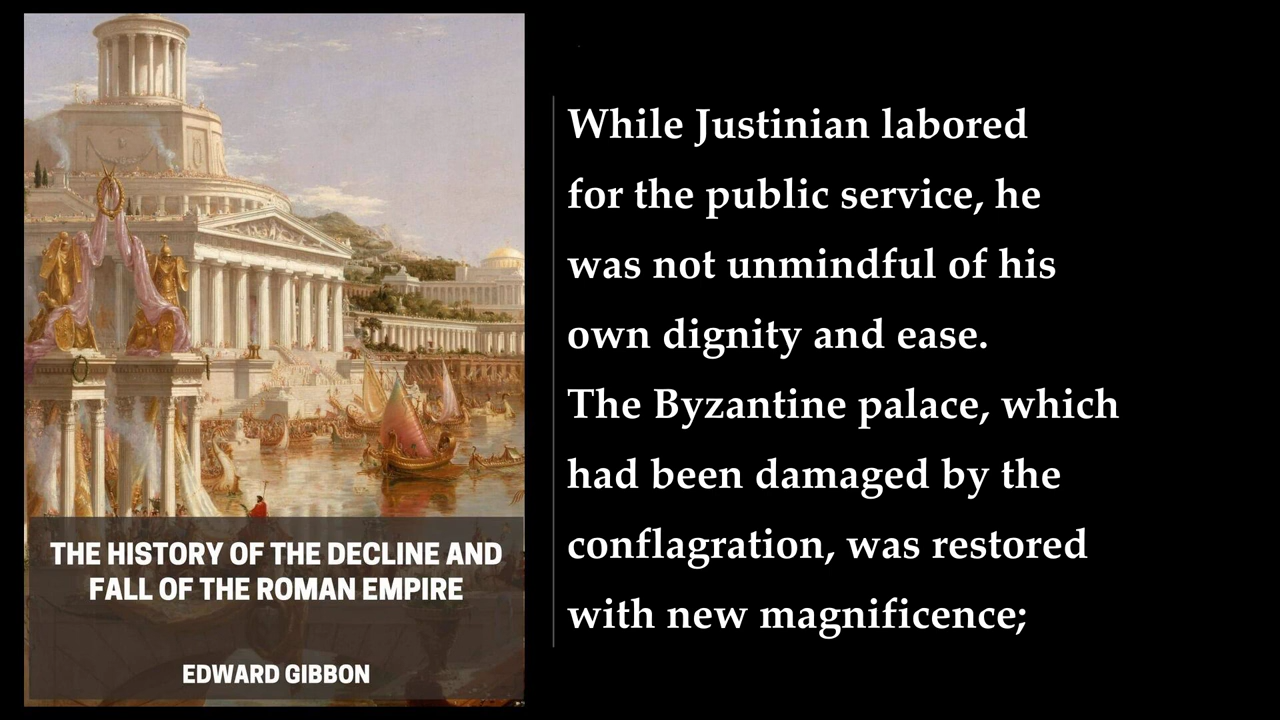 THE HISTORY OF THE DECLINE AND
FALL OF THE ROMAN EMPIRE
EDWARD GIBBON
While Justinian labored
for the public service, he
was not unmindful of his
own dignity and ease.
The Byzantine palace, which
had been damaged by the
conflagration, was restored
with new magnificence;